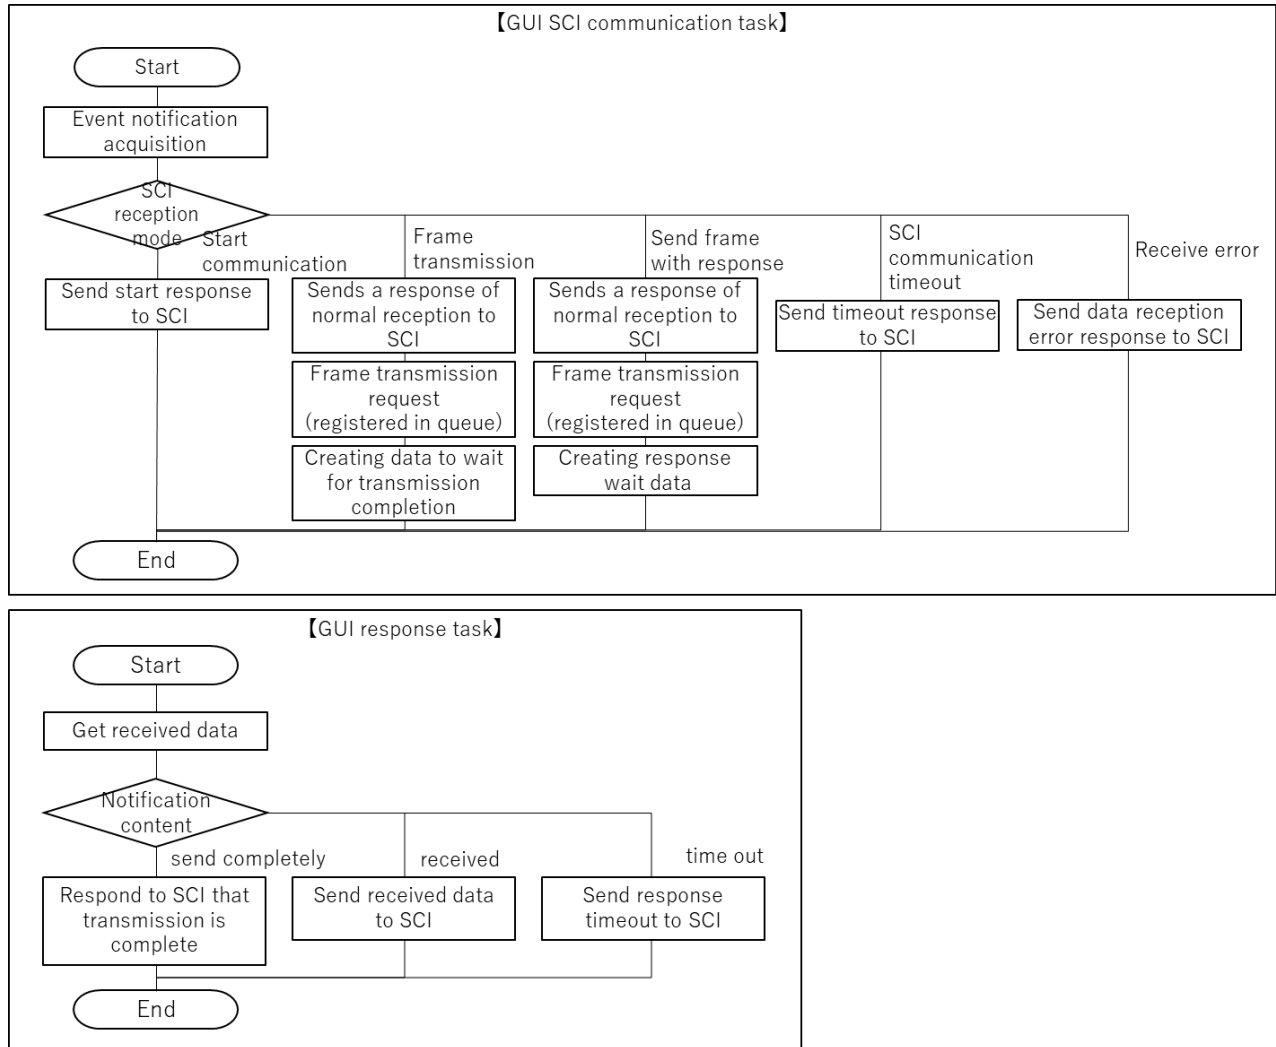 【GUI SCI communication task】
Start
Event notification
acquisition
SCI
reception
mode
Start
communication
Frame
transmission
Send frame
with response
SCI
communication
timeout
Receive error
Send start response
to SCI
Sends a response of
normal reception to
SCI
Frame transmission
request
(registered in queue)
Creating data to wait
for transmission
completion
Sends a response of
normal reception to
SCI
Frame transmission
request
(registered in queue)
Creating response
wait data
Send timeout response
to SCI
Send data reception
error response to SCI
End
【GUI response task】
Start
Get received data
Notification
content
send completely
received
time out
Respond to SCI that
transmission is
complete
Send received data
to SCI
Send response
timeout to SCI
End